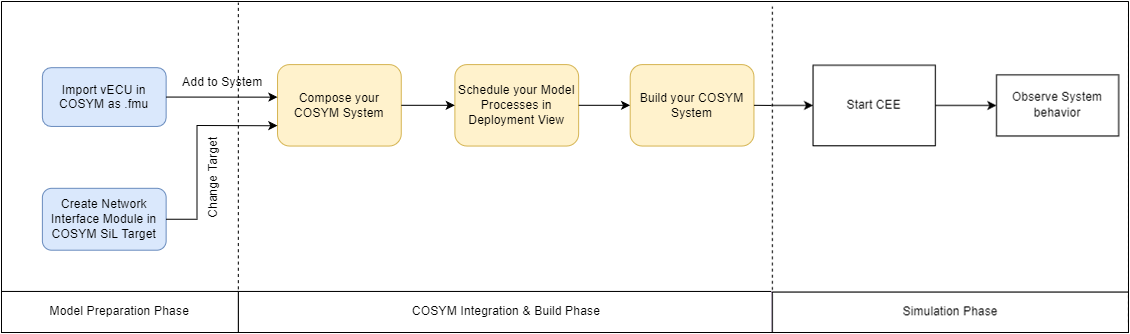 Import vECU in
COSYM as .fmu
Add to System
Compose your
COSYM System
Schedule your Model
Processes in
Deployment View
Build your COSYM
System
Start CEE
Observe System
behavior
Change Target
Create Network
Interface Module in
COSYM SiL Target
Model Preparation Phase
COSYM Integration & Build Phase
Simulation Phase